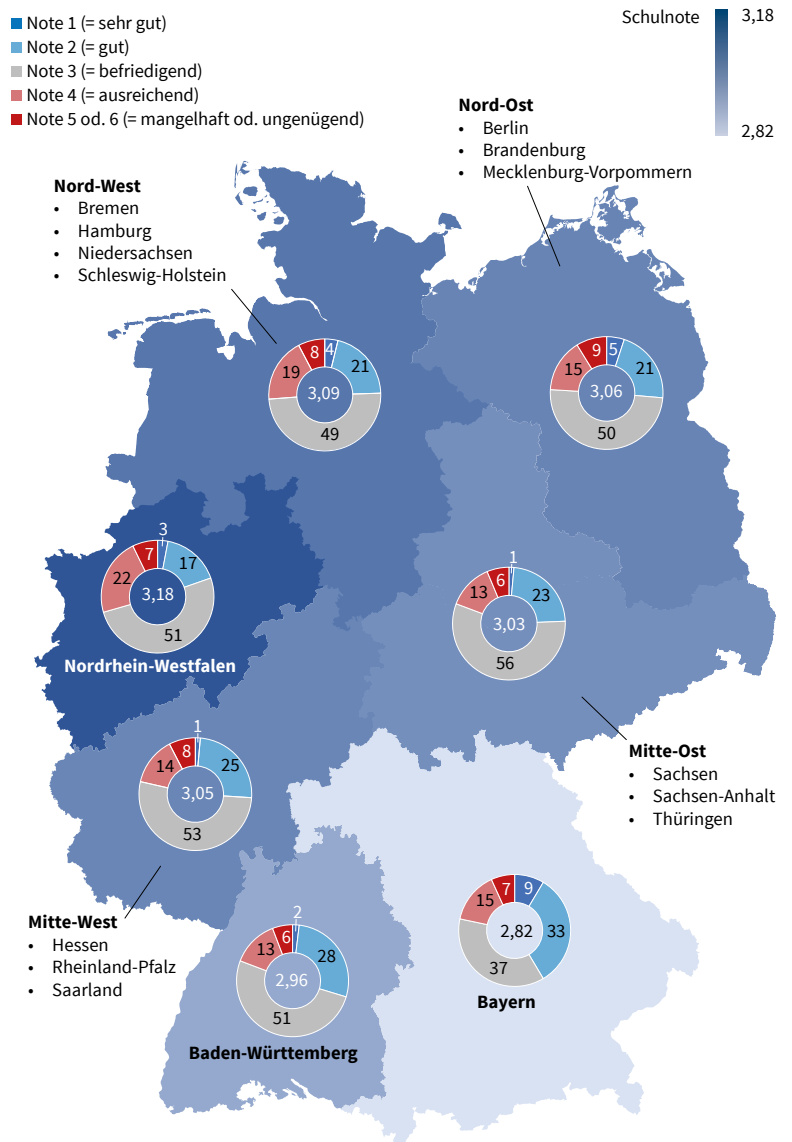 Note 1 (= sehr gut)
Note 2 (= gut)
Note 3 (= befriedigend)
Note 4 (= ausreichend)
Note 5 od. 6 (= mangelhaft od. ungenügend)
Schulnote
3,18
2,82
Nord-Ost
• Berlin
• Brandenburg
• Mecklenburg-Vorpommern
Nord-West
• Bremen
• Hamburg
• Niedersachsen
• Schleswig-Holstein
8 4
19 21
3,09
49
9 5
15 21
3,06
50
3
7 17
22
3,18
51
Nordrhein-Westfalen
1
6
13 23
3,03
56
Mitte-Ost
• Sachsen
• Sachsen-Anhalt
• Thüringen
1
8
14 25
3,05
53
Mitte-West
• Hessen
• Rheinland-Pfalz
• Saarland
2
6
13 28
2,96
51
Baden-Württemberg
7 9
15 33
2,82
37
Bayern